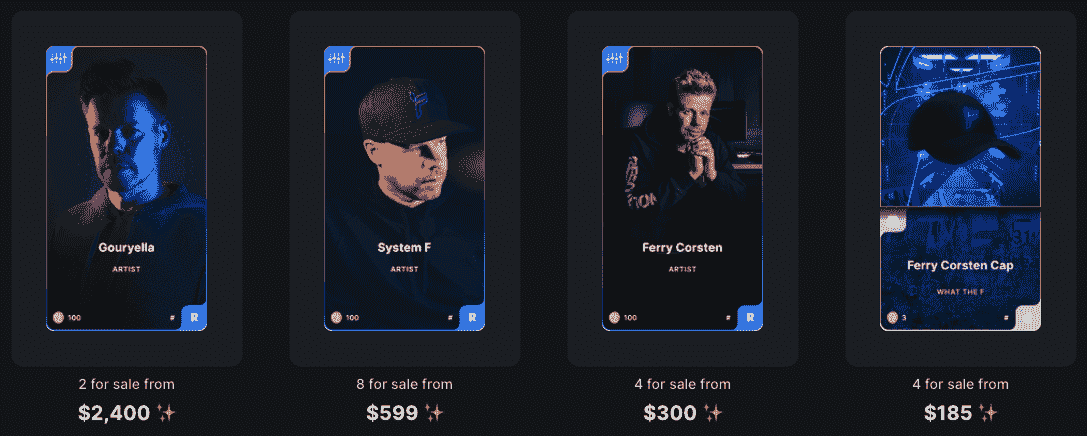 Gouryella
ARTIST
100
#
R
2 for sale from
$2,400
System F
ARTIST
100
#
R
8 for sale from
$599
Ferry Corsten
ARTIST
100
#
R
4 for sale from
$300
Ferry Corsten Cap
WHAT THE F
3
#
4 for sale from
$185